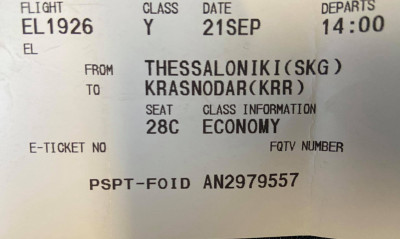 FLIGHT CLASS DATE DEPARTS
EL1926 Y 21SEP 14:00
EL
FROM THESSALONIKI(SKG)
TO KRASNODAR(KRR)
SEAT CLASS INFORMATION
28C ECONOMY
E-TICKET NO FQTV NUMBER
PSPT-FOID AN2979557